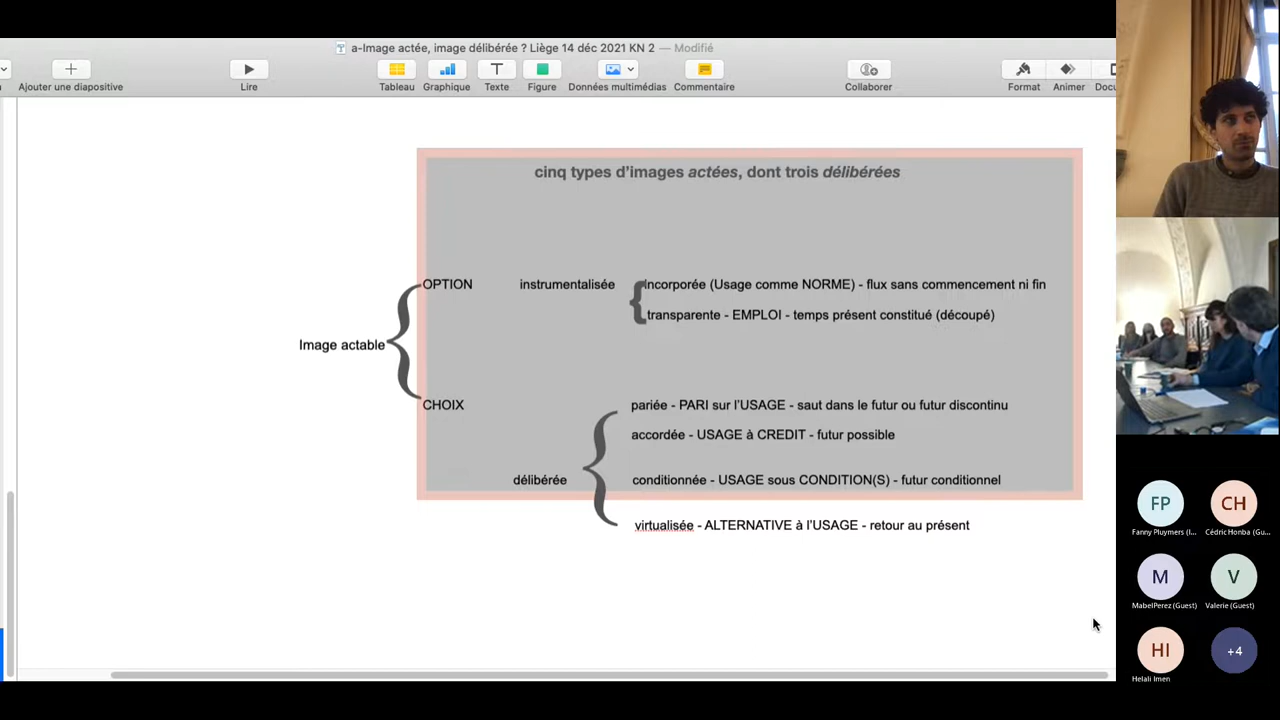 a-Image actée, image délibérée ? Liège 14 déc 2021 KN 2 — Modifié
Ajouter une diapositive
Lire
Tableau
Graphique
Texte
Figure
Données multimédias
Commentaire
Collaborer
Format
Animer
Docu
cinq types d'images actées, dont trois délibérées
OPTION instrumentalisée incorporée (Usage comme NORME) - flux sans commencement ni fin
transparente - EMPLOI - temps présent constitué (découpé)
Image actable
CHOIX pariée - PARI sur l'USAGE - saut dans le futur ou futur discontinu
accordée - USAGE à CREDIT - futur possible
délibérée conditionnée - USAGE sous CONDITION(S) - futur conditionnel
virtualisée - ALTERNATIVE à l'USAGE - retour au présent
FP CH
Fanny Pluymers (I... Cédric Honba (Gu...
M V
MabelPerez (Guest) Valerie (Guest)
HI +4
Helali Imen